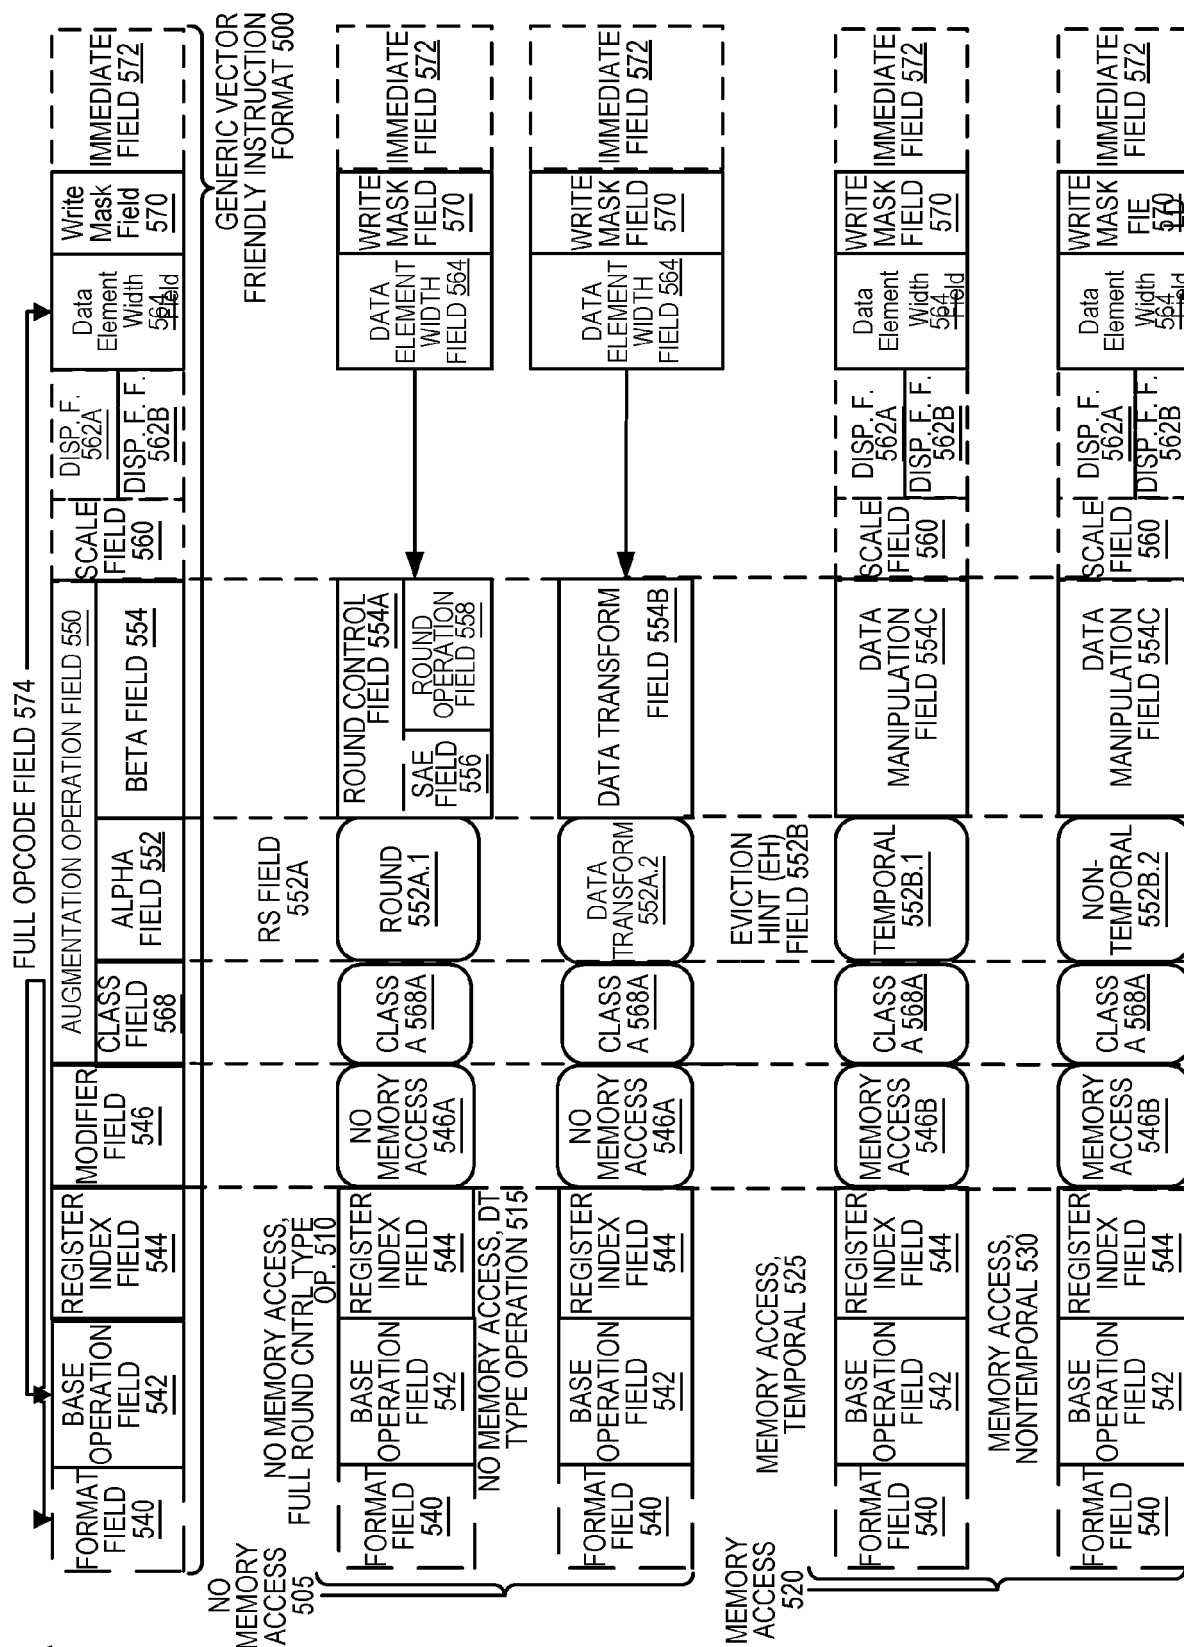 FULL OPCODE FIELD 574
FORMAT
FIELD
540
BASE
OPERATION
FIELD
542
REGISTER
INDEX
FIELD
544
MODIFIER
FIELD
546
AUGMENTATION OPERATION FIELD 550
CLASS
FIELD
568
ALPHA
FIELD 552
BETA FIELD 554
SCALE
FIELD
560
DISP. F.
562A
DISP. F. F.
562B
Data
Element
Width
Field
564
Write
Mask
Field
570
IMMEDIATE
FIELD 572
GENERIC VECTOR
FRIENDLY INSTRUCTION
FORMAT 500
NO
MEMORY
ACCESS
505
NO MEMORY ACCESS,
FULL ROUND CNTRL TYPE
OP. 510
RS FIELD
552A
FORMAT
FIELD
540
BASE
OPERATION
FIELD
542
REGISTER
INDEX
FIELD
544
NO
MEMORY
ACCESS
546A
CLASS
A 568A
ROUND
552A.1
ROUND CONTROL
FIELD 554A
SAE
FIELD
556
ROUND
OPERATION
FIELD 558
DATA
ELEMENT
WIDTH
FIELD 564
WRITE
MASK
FIELD
570
IMMEDIATE
FIELD 572
NO MEMORY ACCESS, DT
TYPE OPERATION 515
FORMAT
FIELD
540
BASE
OPERATION
FIELD
542
REGISTER
INDEX
FIELD
544
NO
MEMORY
ACCESS
546A
CLASS
A 568A
DATA
TRANSFORM
552A.2
DATA TRANSFORM
FIELD 554B
DATA
ELEMENT
WIDTH
FIELD 564
WRITE
MASK
FIELD
570
IMMEDIATE
FIELD 572
MEMORY
ACCESS
520
MEMORY ACCESS,
TEMPORAL 525
EVICTION
HINT (EH)
FIELD 552B
FORMAT
FIELD
540
BASE
OPERATION
FIELD
542
REGISTER
INDEX
FIELD
544
MEMORY
ACCESS
546B
CLASS
A 568A
TEMPORAL
552B.1
DATA
MANIPULATION
FIELD 554C
SCALE
FIELD
560
DISP. F.
562A
DISP. F. F.
562B
Data
Element
Width
Field
564
WRITE
MASK
FIELD
570
IMMEDIATE
FIELD 572
MEMORY ACCESS,
NONTEMPORAL 530
FORMAT
FIELD
540
BASE
OPERATION
FIELD
542
REGISTER
INDEX
FIELD
544
MEMORY
ACCESS
546B
CLASS
A 568A
NON-
TEMPORAL
552B.2
DATA
MANIPULATION
FIELD 554C
SCALE
FIELD
560
DISP. F.
562A
DISP. F. F.
562B
Data
Element
Width
Field
564
WRITE
MASK
FIE
LD
570
IMMEDIATE
FIELD 572